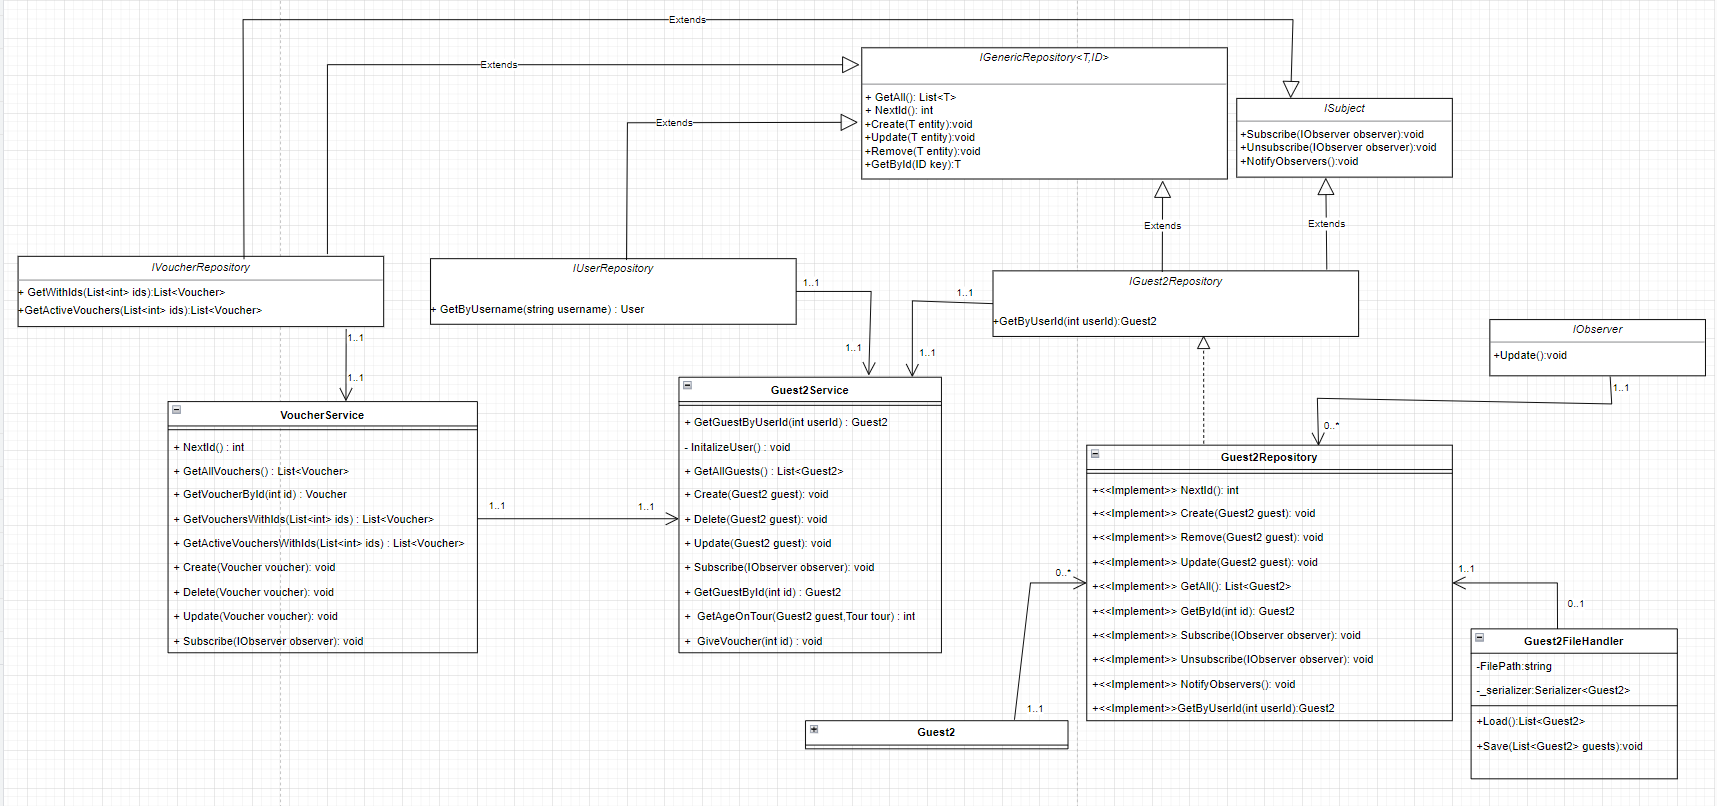 Extends
IGenericRepository<T,ID>
+ GetAll(): List<T>
+ NextId(): int
+Create(T entity):void
+Update(T entity):void
+Remove(T entity):void
+GetById(ID key):T
Extends
Extends
ISubject
+Subscribe(IObserver observer):void
+Unsubscribe(IObserver observer):void
+NotifyObservers():void
Extends
Extends
IVoucherRepository
+ GetWithIds(List<int> ids):List<Voucher>
+GetActiveVouchers(List<int> ids):List<Voucher>
IUserRepository
+ GetByUsername(string username) : User
IGuest2Repository
+GetByUserId(int userId):Guest2
IObserver
+Update():void
1..1
1..1
1..1
1..1
1..1
1..1
1..1
0..*
VoucherService
+ NextId() : int
+ GetAllVouchers() : List<Voucher>
+ GetVoucherById(int id) : Voucher
+ GetVouchersWithIds(List<int> ids) : List<Voucher>
+ GetActiveVouchersWithIds(List<int> ids) : List<Voucher>
+ Create(Voucher voucher): void
+ Delete(Voucher voucher): void
+ Update(Voucher voucher): void
+ Subscribe(IObserver observer): void
1..1
1..1
Guest2Service
+ GetGuestByUserId(int userId) : Guest2
- InitalizeUser() : void
+ GetAllGuests() : List<Guest2>
+ Create(Guest2 guest): void
+ Delete(Guest2 guest): void
+ Update(Guest2 guest): void
+ Subscribe(IObserver observer): void
+ GetGuestById(int id) : Guest2
+ GetAgeOnTour(Guest2 guest,Tour tour) : int
+ GiveVoucher(int id) : void
Guest2Repository
+<<Implement>> NextId(): int
+<<Implement>> Create(Guest2 guest): void
+<<Implement>> Remove(Guest2 guest): void
+<<Implement>> Update(Guest2 guest): void
+<<Implement>> GetAll(): List<Guest2>
+<<Implement>> GetById(int id): Guest2
+<<Implement>> Subscribe(IObserver observer): void
+<<Implement>> Unsubscribe(IObserver observer): void
+<<Implement>> NotifyObservers(): void
+<<Implement>>GetByUserId(int userId):Guest2
0..*
1..1
1..1
0..1
Guest2FileHandler
-FilePath:string
-_serializer:Serializer<Guest2>
+Load():List<Guest2>
+Save(List<Guest2> guests):void
Guest2